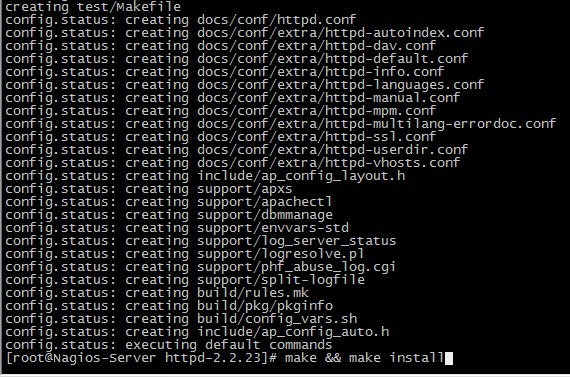 creating test/Makefile
config.status: creating docs/conf/httpd.conf
config.status: creating docs/conf/extra/httpd-autoindex.conf
config.status: creating docs/conf/extra/httpd-dav.conf
config.status: creating docs/conf/extra/httpd-default.conf
config.status: creating docs/conf/extra/httpd-info.conf
config.status: creating docs/conf/extra/httpd-languages.conf
config.status: creating docs/conf/extra/httpd-manual.conf
config.status: creating docs/conf/extra/httpd-mpm.conf
config.status: creating docs/conf/extra/httpd-multilang-errordoc.conf
config.status: creating docs/conf/extra/httpd-ssl.conf
config.status: creating docs/conf/extra/httpd-userdir.conf
config.status: creating docs/conf/extra/httpd-vhosts.conf
config.status: creating include/ap_config_layout.h
config.status: creating support/apxs
config.status: creating support/apachectl
config.status: creating support/dbmmanage
config.status: creating support/envvars-std
config.status: creating support/log_server_status
config.status: creating support/logresolve.pl
config.status: creating support/phf_abuse_log.cgi
config.status: creating support/split-logfile
config.status: creating build/rules.mk
config.status: creating build/pkg/pkginfo
config.status: creating build/config_vars.sh
config.status: creating include/ap_config_auto.h
config.status: executing default commands
[root@Nagios-Server httpd-2.2.23]# make && make install